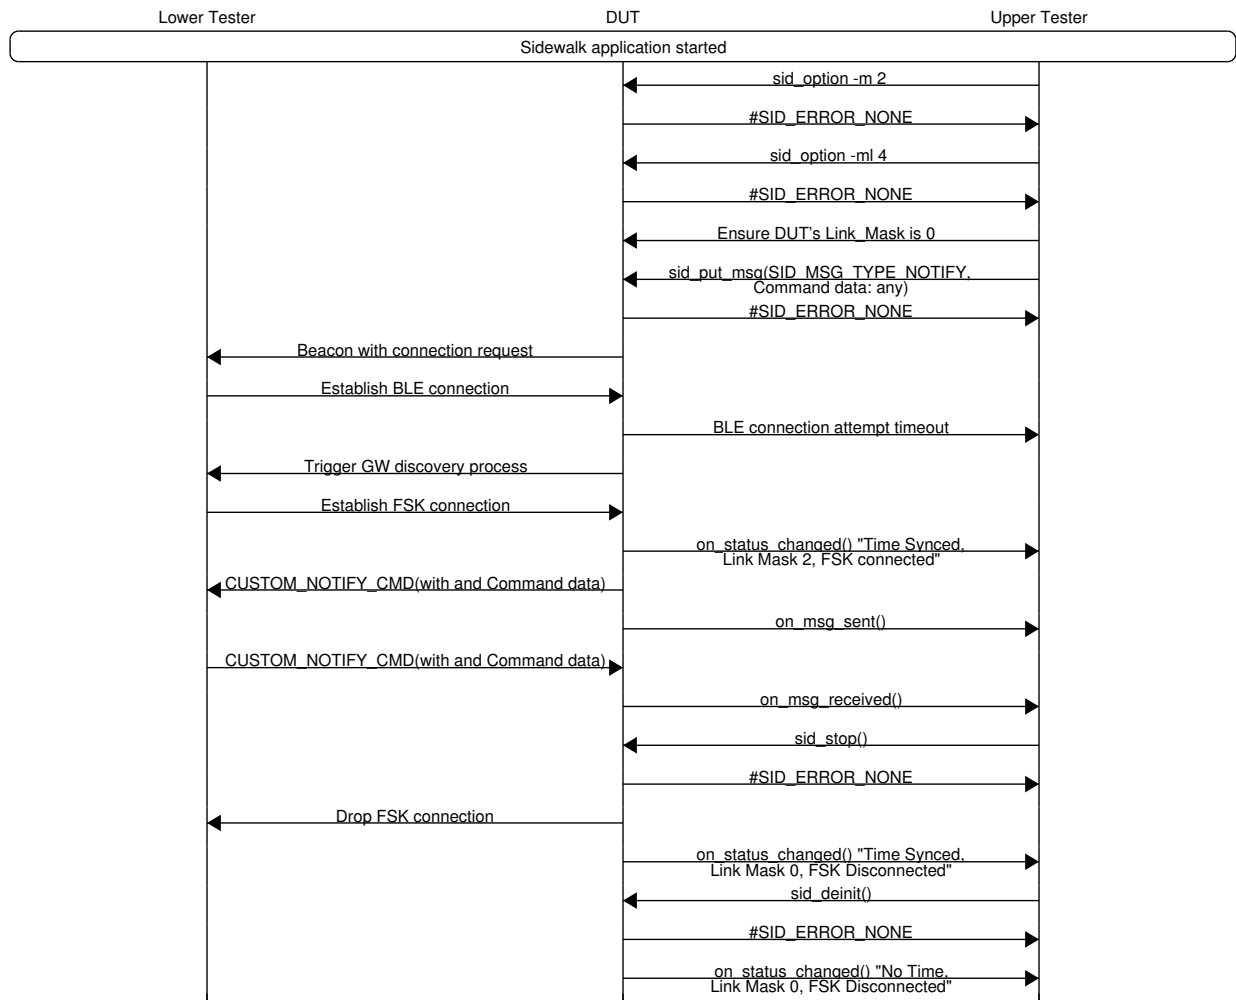 Lower Tester
DUT
Upper Tester
Sidewalk application started
sid_option -m 2
#SID_ERROR_NONE
sid_option -ml 4
#SID_ERROR_NONE
Ensure DUT's Link_Mask is 0
sid_put_msg(SID_MSG_TYPE_NOTIFY,
Command data: any)
#SID_ERROR_NONE
Beacon with connection request
Establish BLE connection
BLE connection attempt timeout
Trigger GW discovery process
Establish FSK connection
on_status_changed() "Time Synced,
Link Mask 2, FSK connected"
CUSTOM_NOTIFY_CMD(with and Command data)
on_msg_sent()
CUSTOM_NOTIFY_CMD(with and Command data)
on_msg_received()
sid_stop()
#SID_ERROR_NONE
Drop FSK connection
on_status_changed() "Time Synced,
Link Mask 0, FSK Disconnected"
sid_deinit()
#SID_ERROR_NONE
on_status_changed() "No Time,
Link Mask 0, FSK Disconnected"